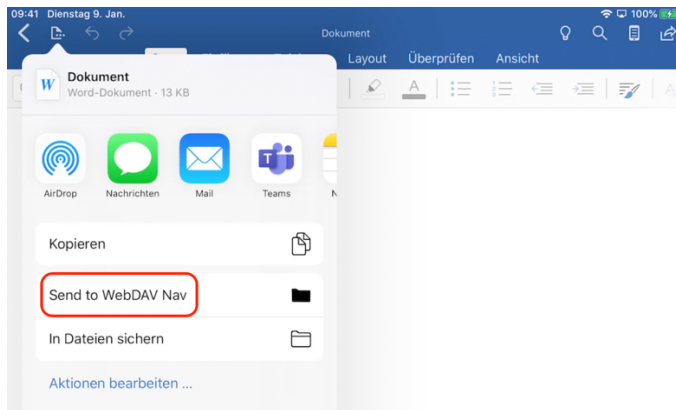 09:41 Dienstag 9. Jan.
100%
Dokument
Layout Überprüfen Ansicht
Dokument
Word-Dokument · 13 KB
AirDrop Nachrichten Mail Teams
Kopieren
Send to WebDAV Nav
In Dateien sichern
Aktionen bearbeiten ...